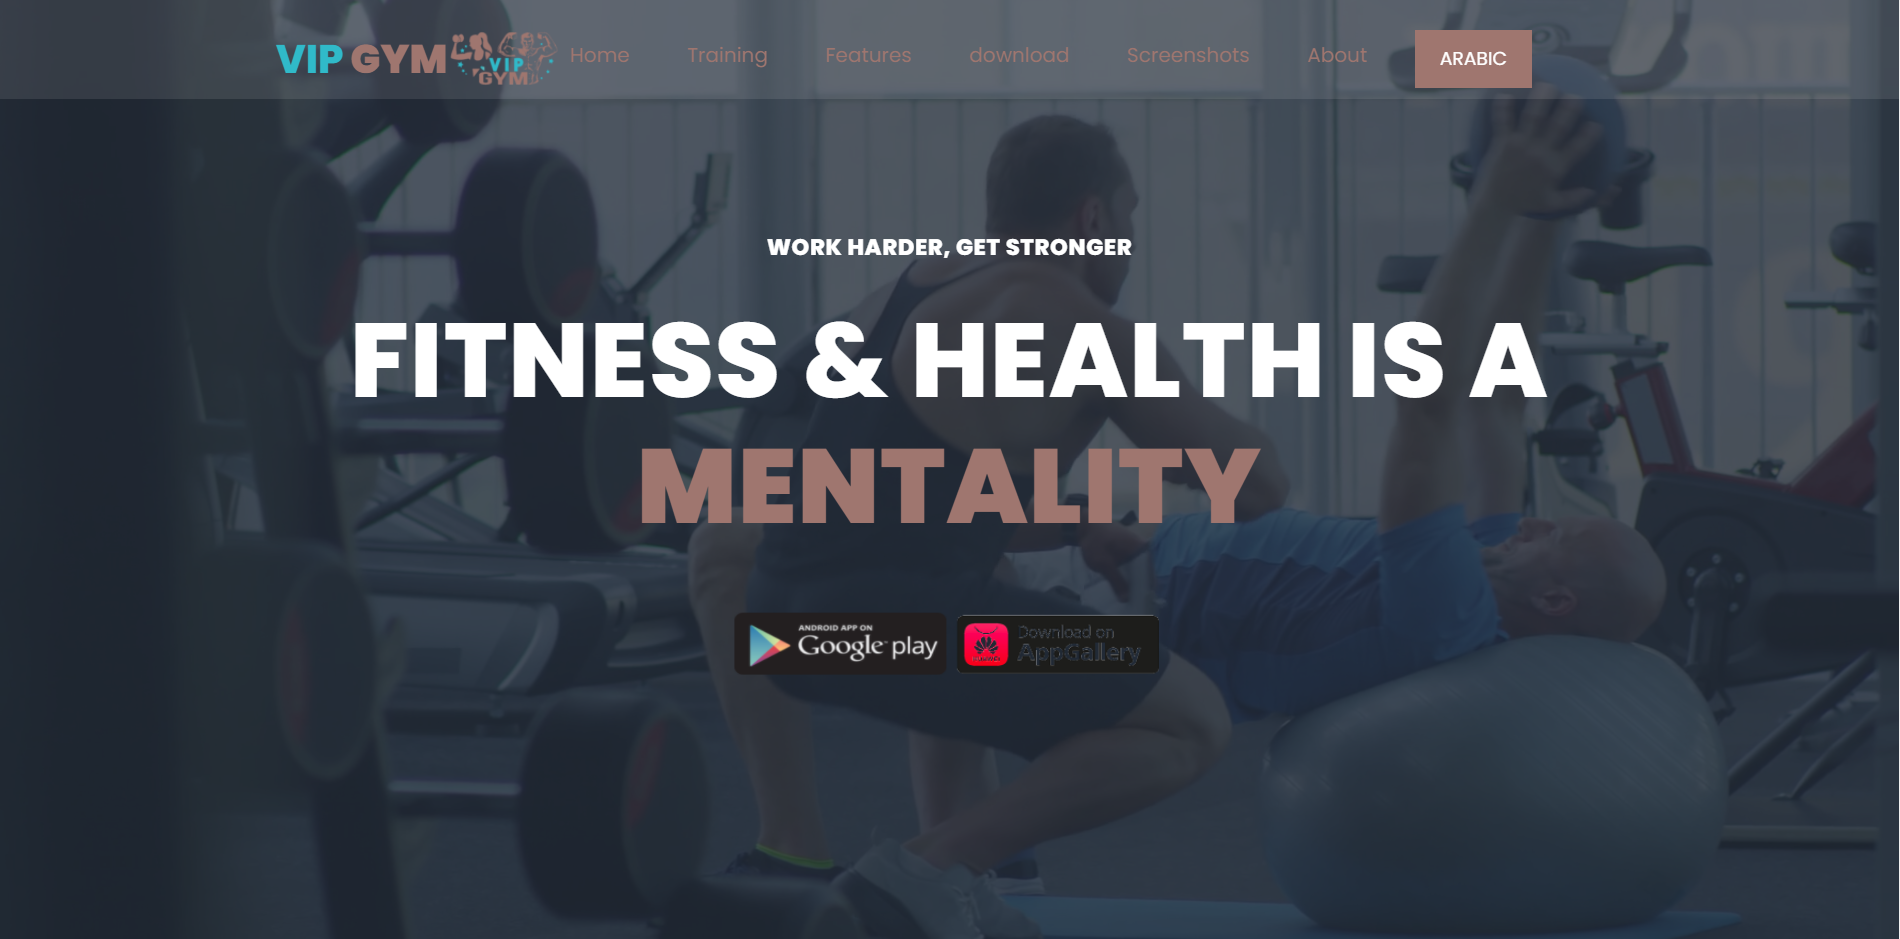 VIP GYM
VIP
GYM
Home
Training
Features
download
Screenshots
About
ARABIC
WORK HARDER, GET STRONGER
FITNESS & HEALTH IS A
MENTALITY
ANDROID APP ON
Google play
Download on
AppGallery